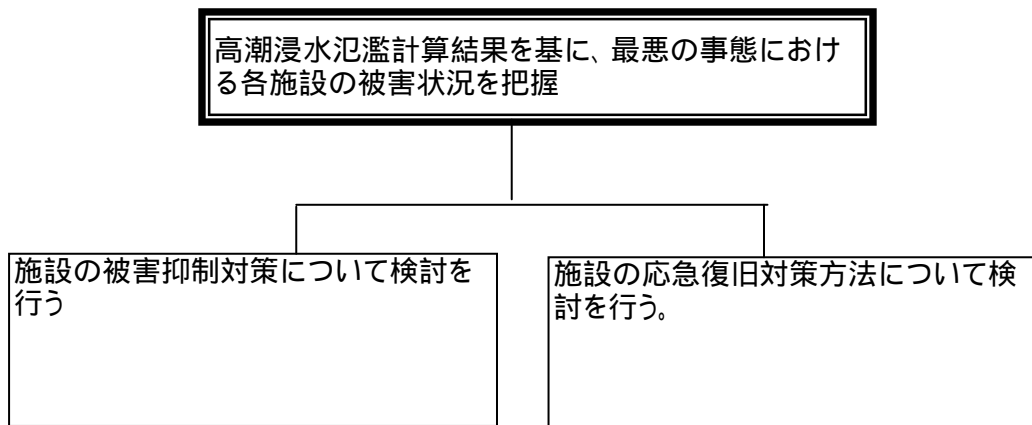 高潮浸水氾濫計算結果を基に、最悪の事態におけ
る各施設の被害状況を把握
施設の被害抑制対策について検討を
行う
施設の応急復旧対策方法について検
討を行う。